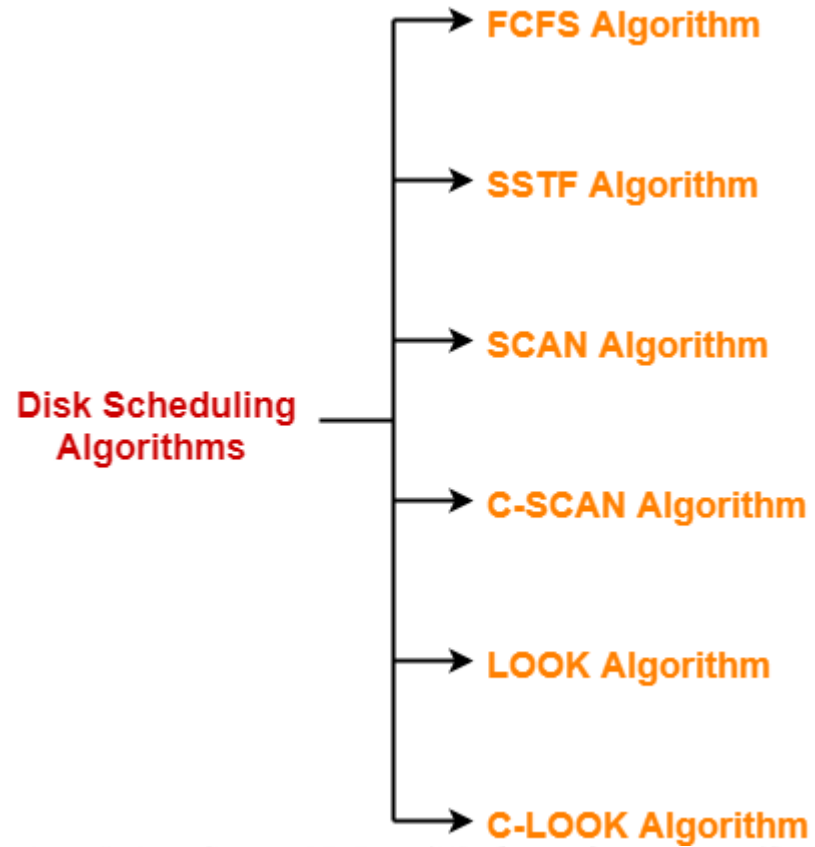 FCFS Algorithm
SSTF Algorithm
SCAN Algorithm
Disk Scheduling
Algorithms
C-SCAN Algorithm
LOOK Algorithm
C-LOOK Algorithm